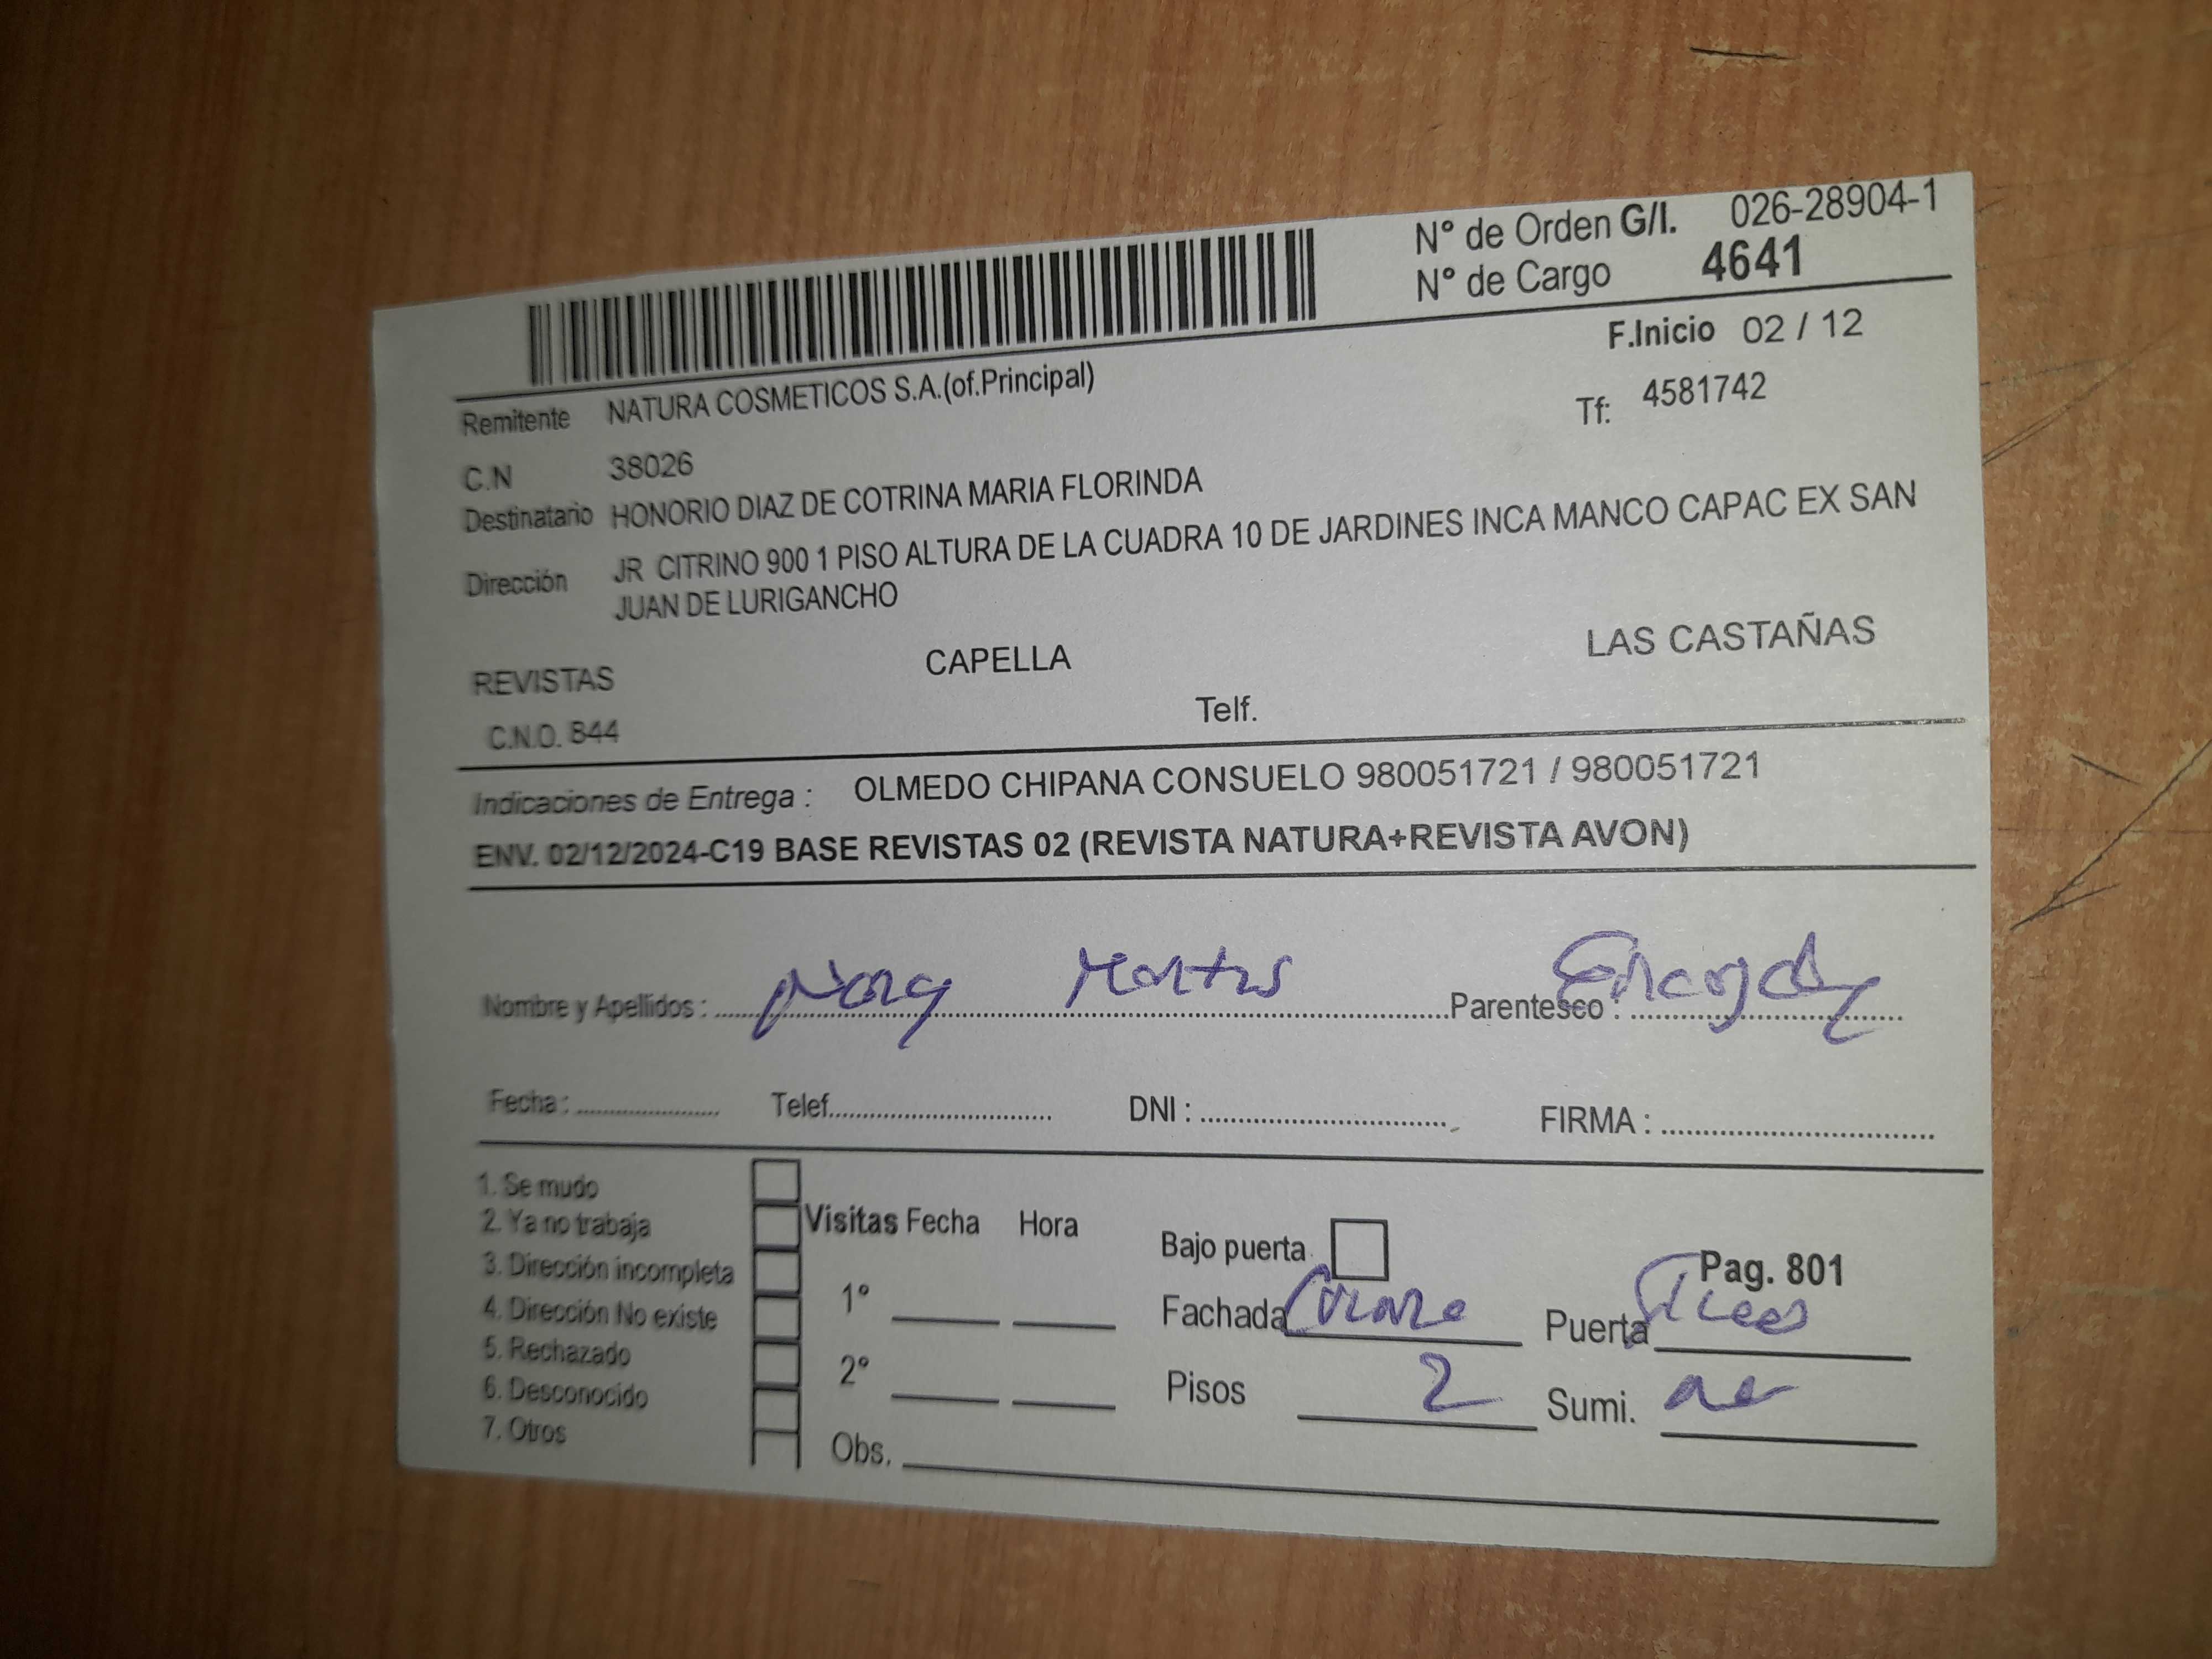 N° de Orden G/I. 026-28904-1
N° de Cargo 4641
F.Inicio 02 / 12
Remitente NATURA COSMETICOS S.A.(of.Principal)
Tf: 4581742
C.N 38026
Destinatario HONORIO DIAZ DE COTRINA MARIA FLORINDA
Dirección JR CITRINO 900 1 PISO ALTURA DE LA CUADRA 10 DE JARDINES INCA MANCO CAPAC EX SAN
JUAN DE LURIGANCHO
REVISTAS CAPELLA LAS CASTAÑAS
C.N.O. 844 Telf.
Indicaciones de Entrega : OLMEDO CHIPANA CONSUELO 980051721 / 980051721
ENV. 02/12/2024-C19 BASE REVISTAS 02 (REVISTA NATURA+REVISTA AVON)
Nombre y Apellidos : Parentesco :
Fecha : Telef. DNI : FIRMA :
1. Se mudo
2. Ya no trabaja Visitas Fecha Hora
3. Dirección incompleta Bajo puerta Pag. 801
4. Dirección No existe 1° Fachada Puerta
5. Rechazado
6. Desconocido 2° Pisos 2 Sumi.
7. Otros Obs.